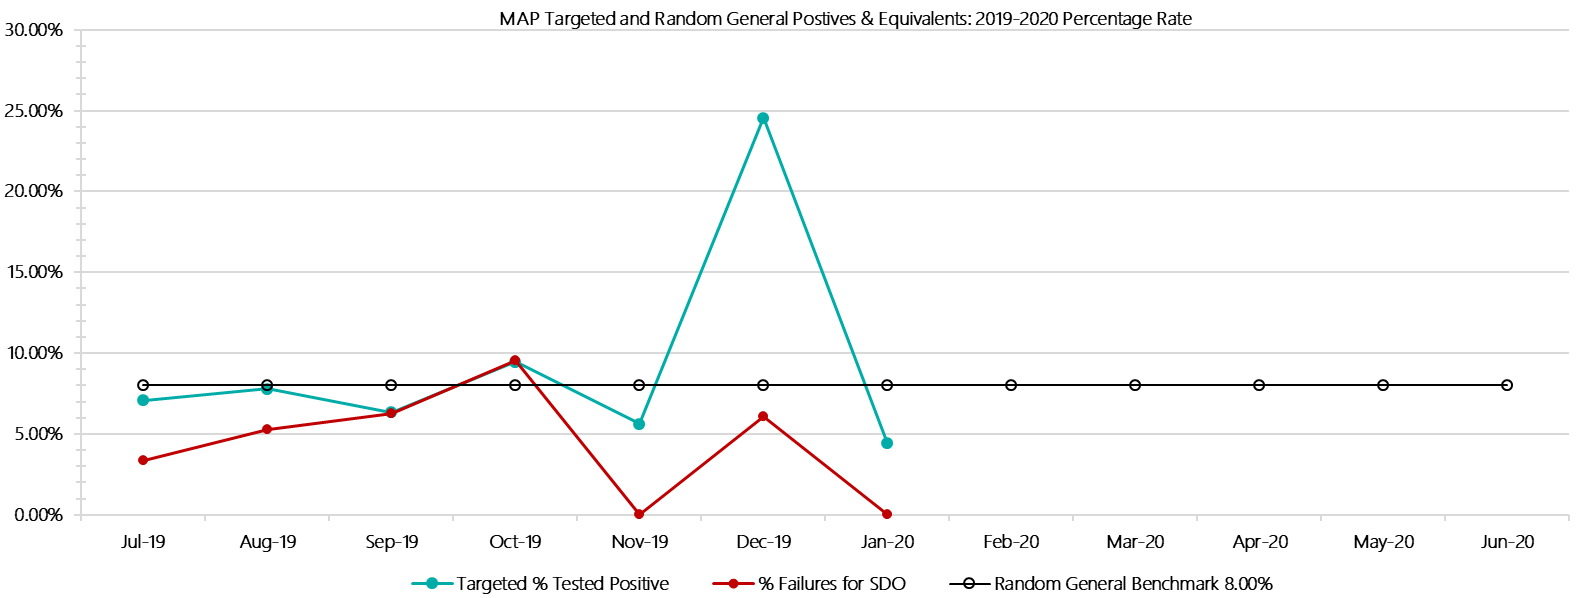 MAP Targeted and Random General Postives & Equivalents: 2019-2020 Percentage Rate
30.00%
25.00%
20.00%
15.00%
10.00%
5.00%
0.00%
Jul-19 Aug-19 Sep-19 Oct-19 Nov-19 Dec-19 Jan-20 Feb-20 Mar-20 Apr-20 May-20 Jun-20
Targeted % Tested Positive % Failures for SDO Random General Benchmark 8.00%